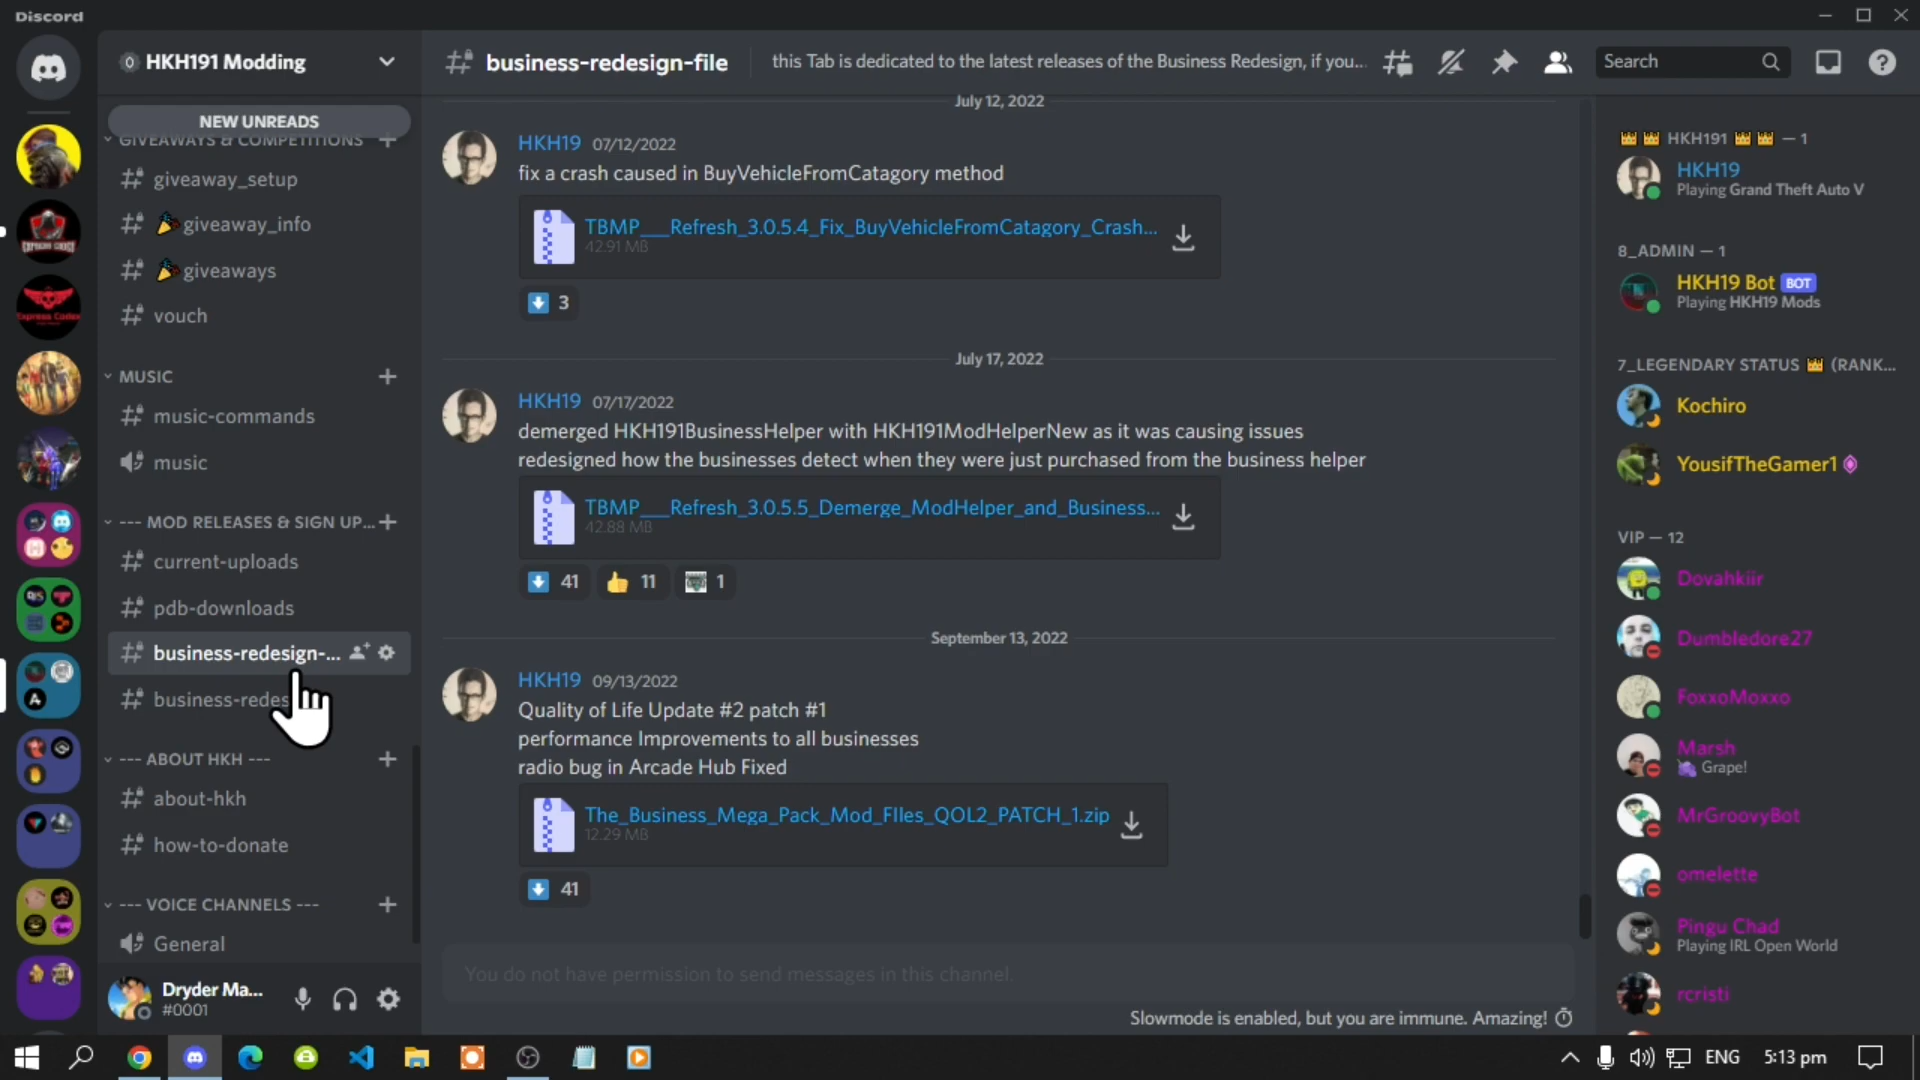 Discord
HKH191 Modding
business-redesign-file
this Tab is dedicated to the latest releases of the Business Redesign, if you...
Search
NEW UNREADS
GIVEAWAYS & COMPETITIONS
giveaway_setup
giveaway_info
giveaways
vouch
MUSIC
music-commands
music
--- MOD RELEASES & SIGN UP...
current-uploads
pdb-downloads
business-redesign-...
business-redes
--- ABOUT HKH ---
about-hkh
how-to-donate
--- VOICE CHANNELS ---
General
Dryder Ma...
#0001
July 12, 2022
HKH19 07/12/2022
fix a crash caused in BuyVehicleFromCatagory method
TBMP___Refresh_3.0.5.4_Fix_BuyVehicleFromCatagory_Crash...
42.91 MB
3
July 17, 2022
HKH19 07/17/2022
demerged HKH191BusinessHelper with HKH191ModHelperNew as it was causing issues
redesigned how the businesses detect when they were just purchased from the business helper
TBMP___Refresh_3.0.5.5_Demerge_ModHelper_and_Business...
42.88 MB
41 11 1
September 13, 2022
HKH19 09/13/2022
Quality of Life Update #2 patch #1
performance Improvements to all businesses
radio bug in Arcade Hub Fixed
The_Business_Mega_Pack_Mod_FIles_QOL2_PATCH_1.zip
12.29 MB
41
You do not have permission to send messages in this channel.
Slowmode is enabled, but you are immune. Amazing!
HKH191 — 1
HKH19
Playing Grand Theft Auto V
8_ADMIN — 1
HKH19 Bot BOT
Playing HKH19 Mods
7_LEGENDARY STATUS (RANK...
Kochiro
YousifTheGamer1
VIP — 12
Dovahkiir
Dumbledore27
FoxxoMoxxo
Marsh
Grape!
MrGroovyBot
omelette
Pingu Chad
Playing IRL Open World
rcristi
ENG
5:13 pm